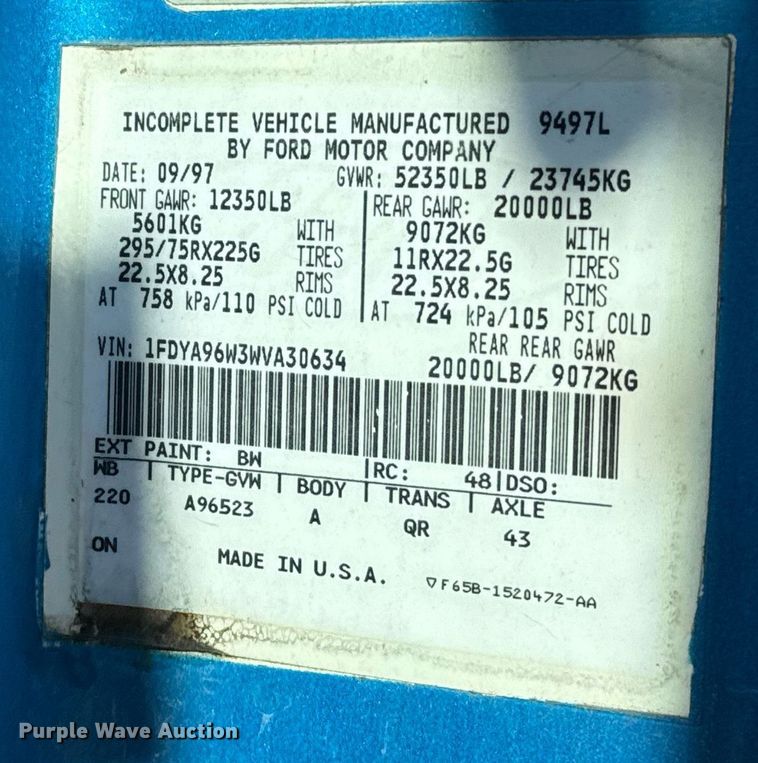 INCOMPLETE VEHICLE MANUFACTURED 9497L
BY FORD MOTOR COMPANY
DATE: 09/97 GVWR: 52350LB / 23745KG
FRONT GAWR: 12350LB REAR GAWR: 20000LB
5601KG WITH 9072KG WITH
295/75RX225G TIRES 11RX22.5G TIRES
22.5X8.25 RIMS 22.5X8.25 RIMS
AT 758 kPa/110 PSI COLD AT 724 kPa/105 PSI COLD
VIN: 1FDYA96W3WVA30634 REAR REAR GAWR
20000LB/ 9072KG
EXT PAINT: BW RC: 48 DSO:
WB TYPE-GVW BODY TRANS AXLE
220 A96523 A QR 43
ON MADE IN U.S.A. F65B-1520472-AA
Purple Wave Auction